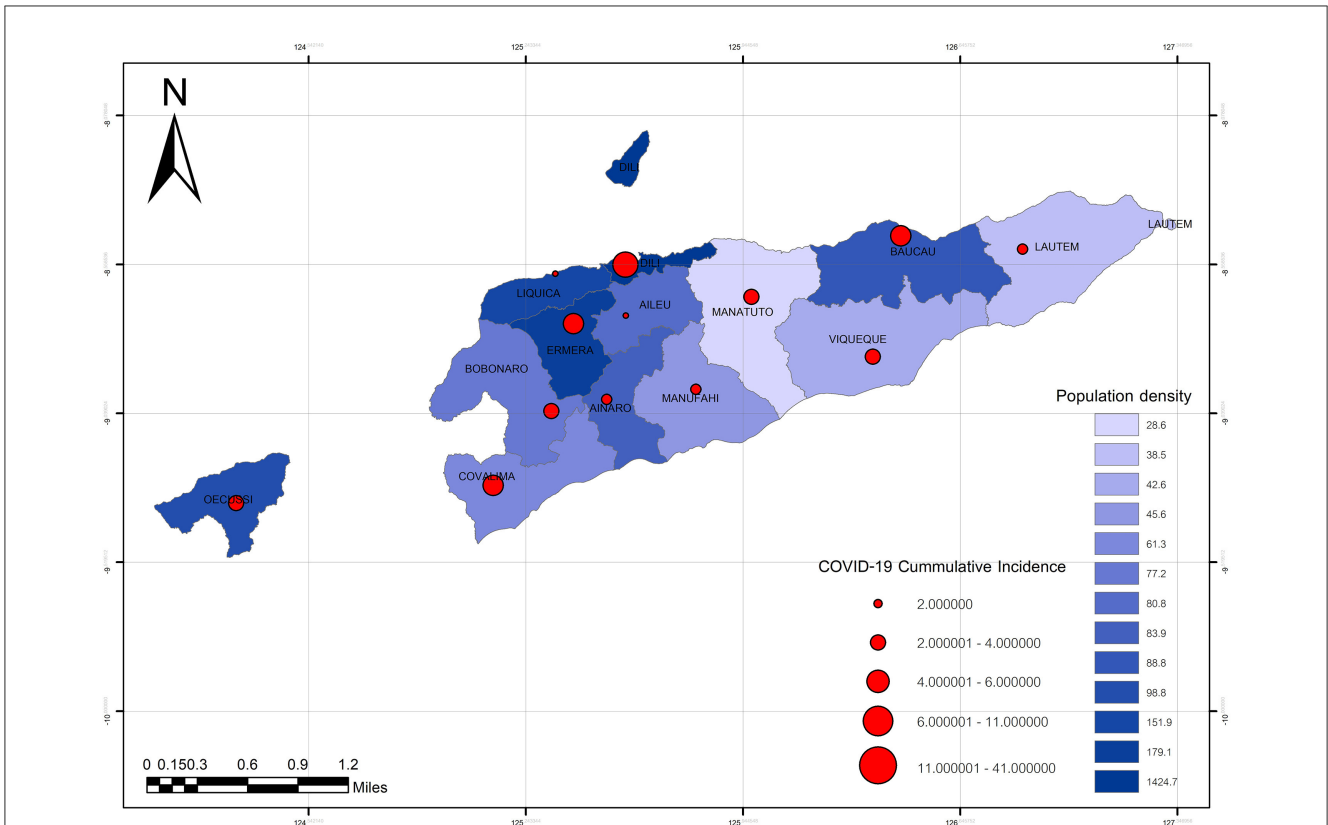 124
125
125
126
127
N
-8
-8
DILI
LAUTEM
LAUTEM
BAUCAU
-8
-8
DILI
LIQUICA
AILEU
MANATUTO
VIQUEQUE
ERMERA
BOBONARO
MANUFAHI
AINARO
-9
-9
COVALIMA
OECUSSI
-9
-9
-10
-10
Population density
28.6
38.5
42.6
45.6
61.3
77.2
80.8
83.9
88.8
98.8
151.9
179.1
1424.7
COVID-19 Cummulative Incidence
2.000000
2.000001 - 4.000000
4.000001 - 6.000000
6.000001 - 11.000000
11.000001 - 41.000000
0 0.150.3 0.6 0.9 1.2
Miles
124
125
125
126
127